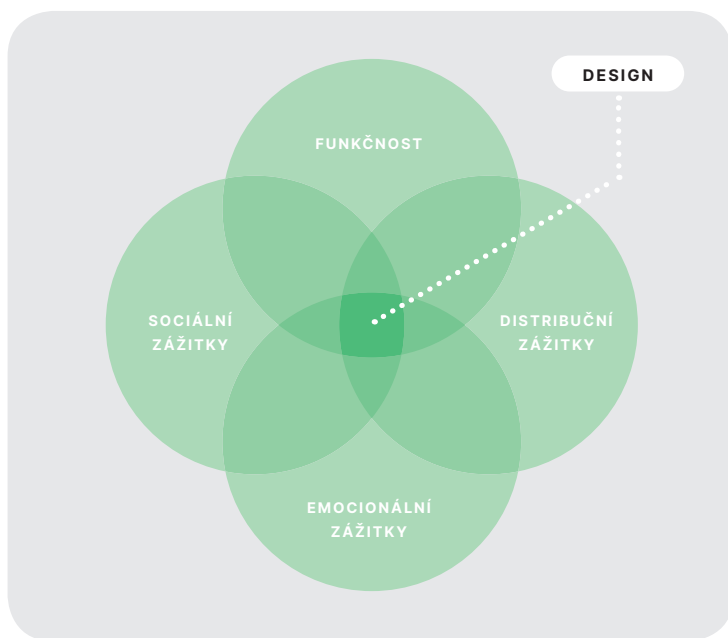 DESIGN
FUNKČNOST
SOCIÁLNÍ
ZÁŽITKY
DISTRIBUČNÍ
ZÁŽITKY
EMOCIONÁLNÍ
ZÁŽITKY